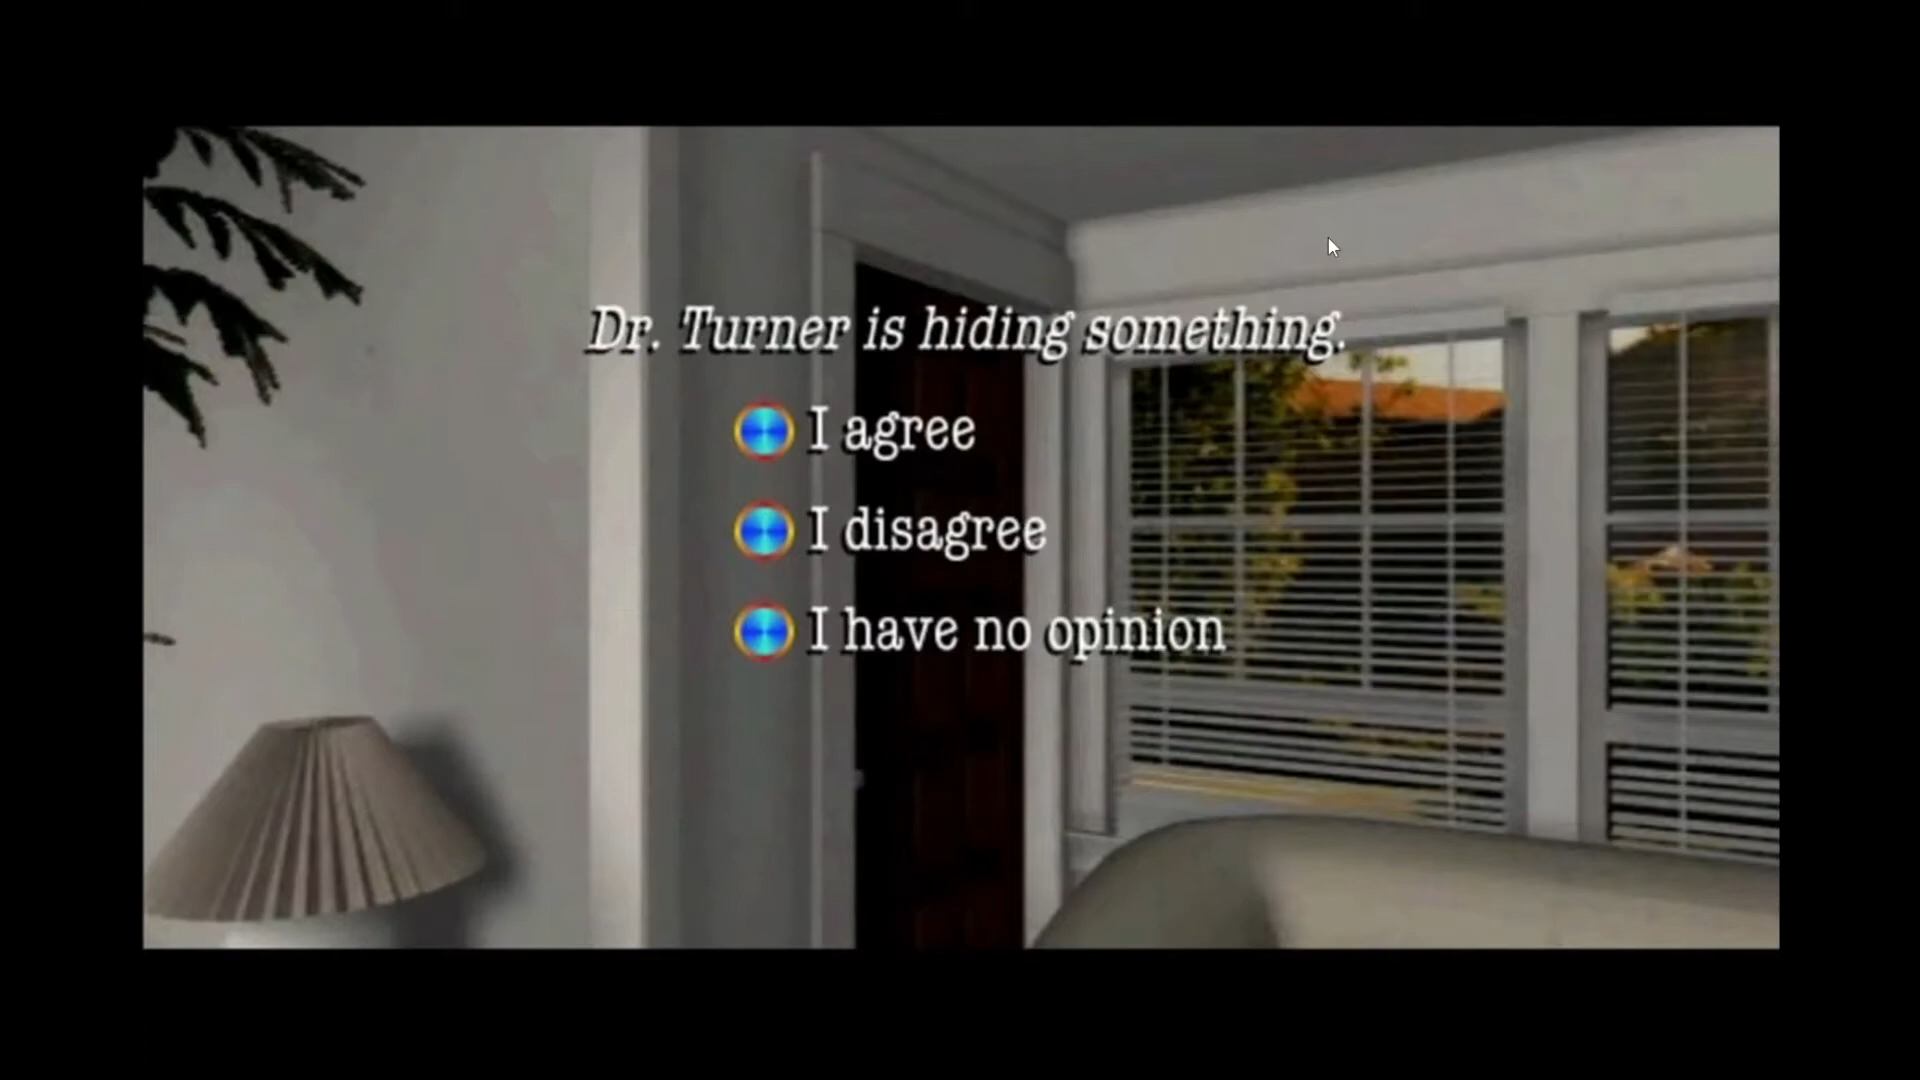 Dr. Turner is hiding something.
I agree
I disagree
I have no opinion